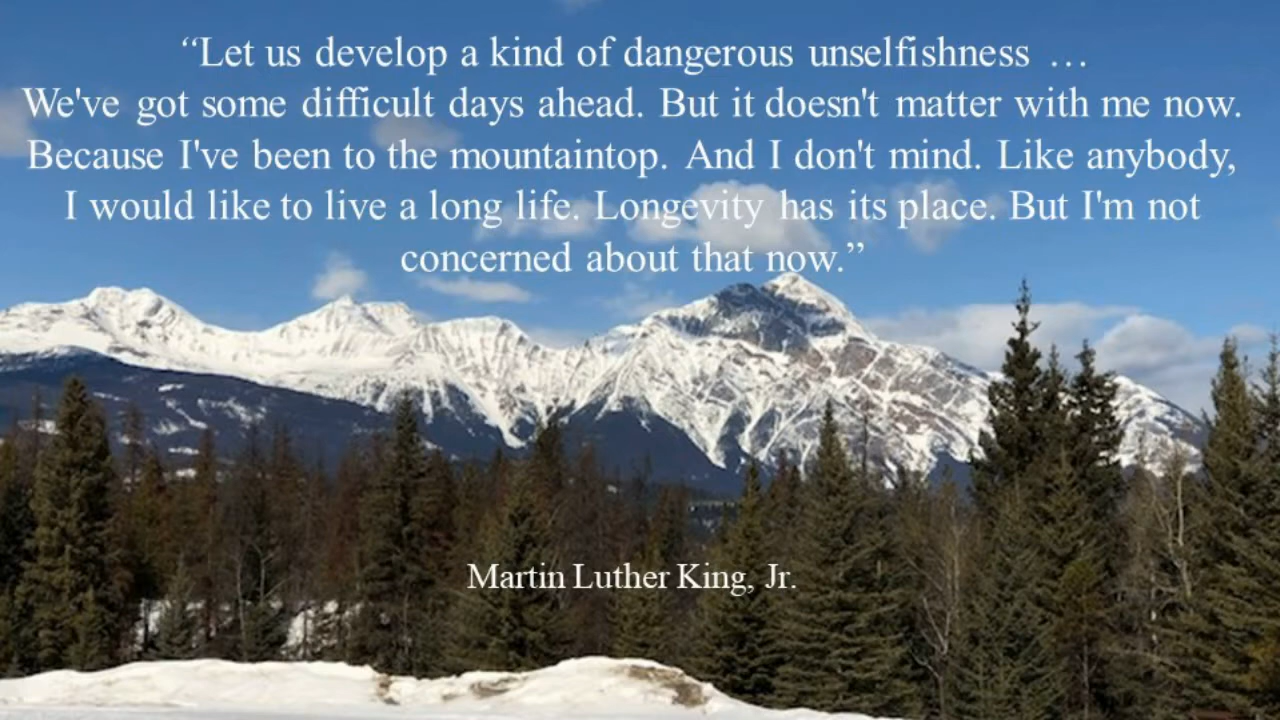 “Let us develop a kind of dangerous unselfishness …
We've got some difficult days ahead. But it doesn't matter with me now.
Because I've been to the mountaintop. And I don't mind. Like anybody,
I would like to live a long life. Longevity has its place. But I'm not
concerned about that now.”
Martin Luther King, Jr.